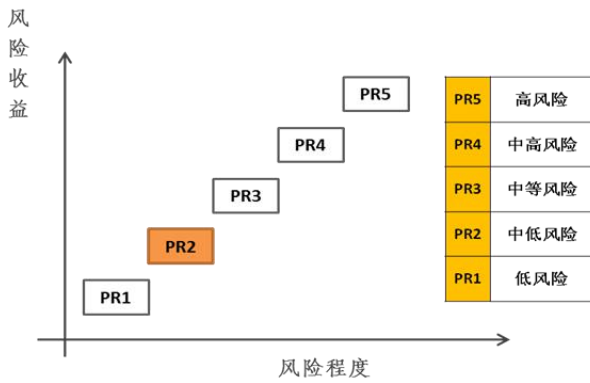 风险收益
PR5
PR4
PR3
PR2
PR1
PR5 高风险
PR4 中高风险
PR3 中等风险
PR2 中低风险
PR1 低风险
风险程度